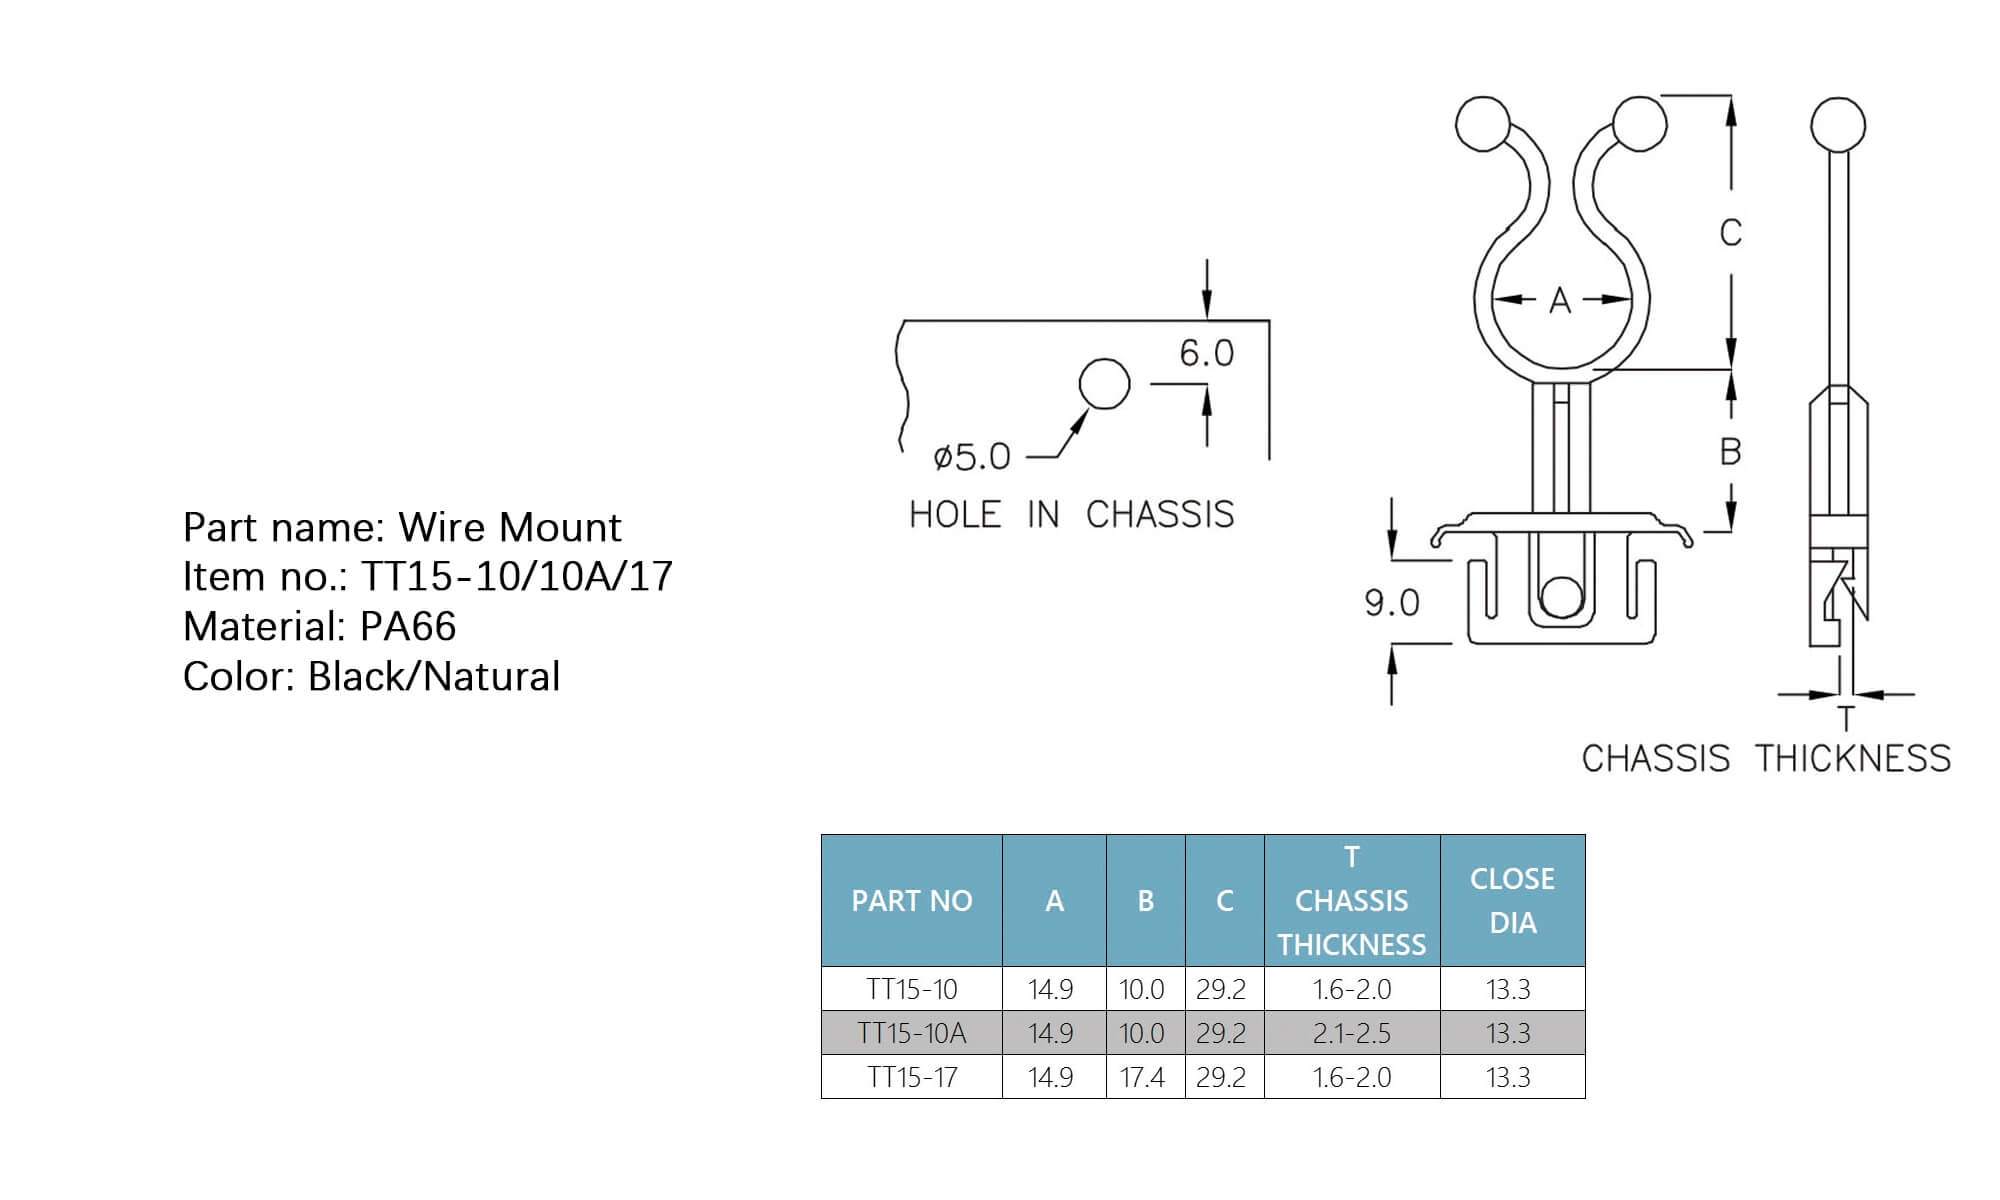 C
A
6.0
B
ø5.0
HOLE IN CHASSIS
9.0
T
CHASSIS THICKNESS
Part name: Wire Mount
Item no.: TT15-10/10A/17
Material: PA66
Color: Black/Natural
PART NO A B C T CHASSIS THICKNESS CLOSE DIA
TT15-10 14.9 10.0 29.2 1.6-2.0 13.3
TT15-10A 14.9 10.0 29.2 2.1-2.5 13.3
TT15-17 14.9 17.4 29.2 1.6-2.0 13.3